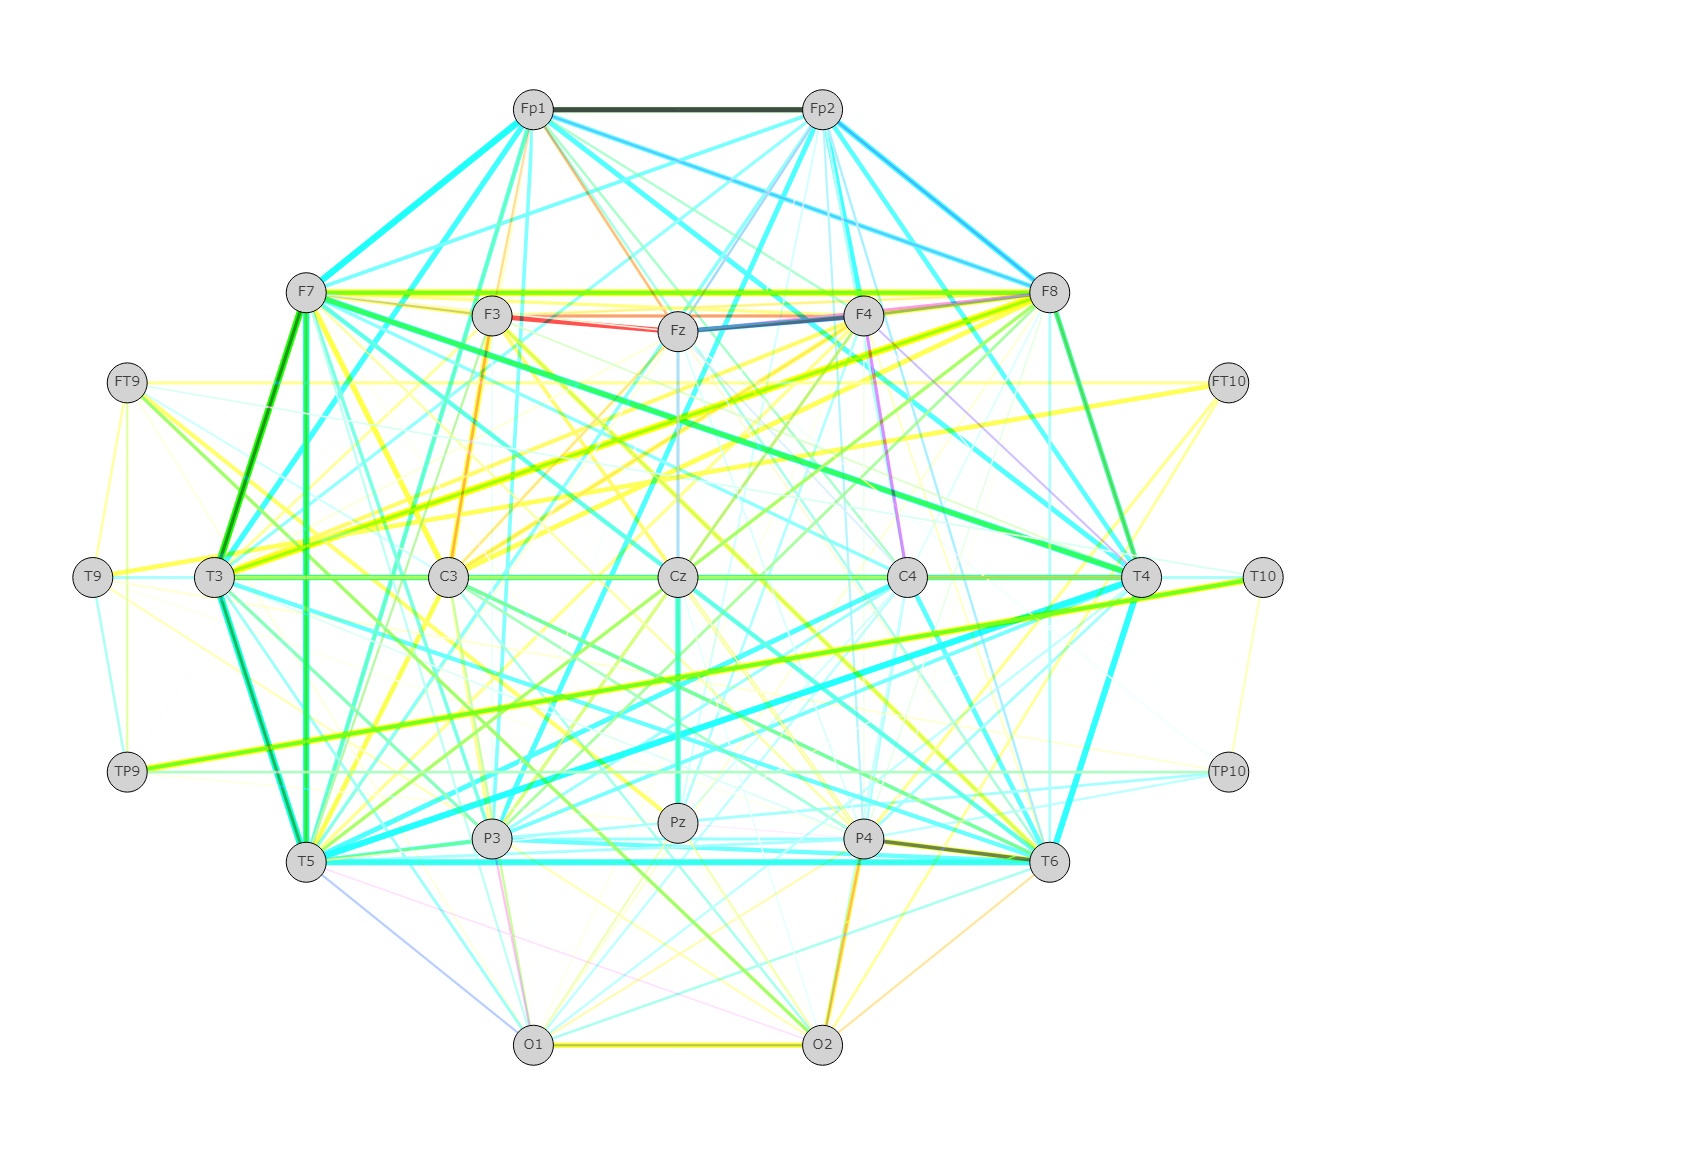 Fp1 Fp2
F7 F8
F3 Fz F4
FT9 FT10
T9 T3 C3 Cz C4 T4 T10
TP9 TP10
Pz
P3 P4
T5 T6
O1 O2